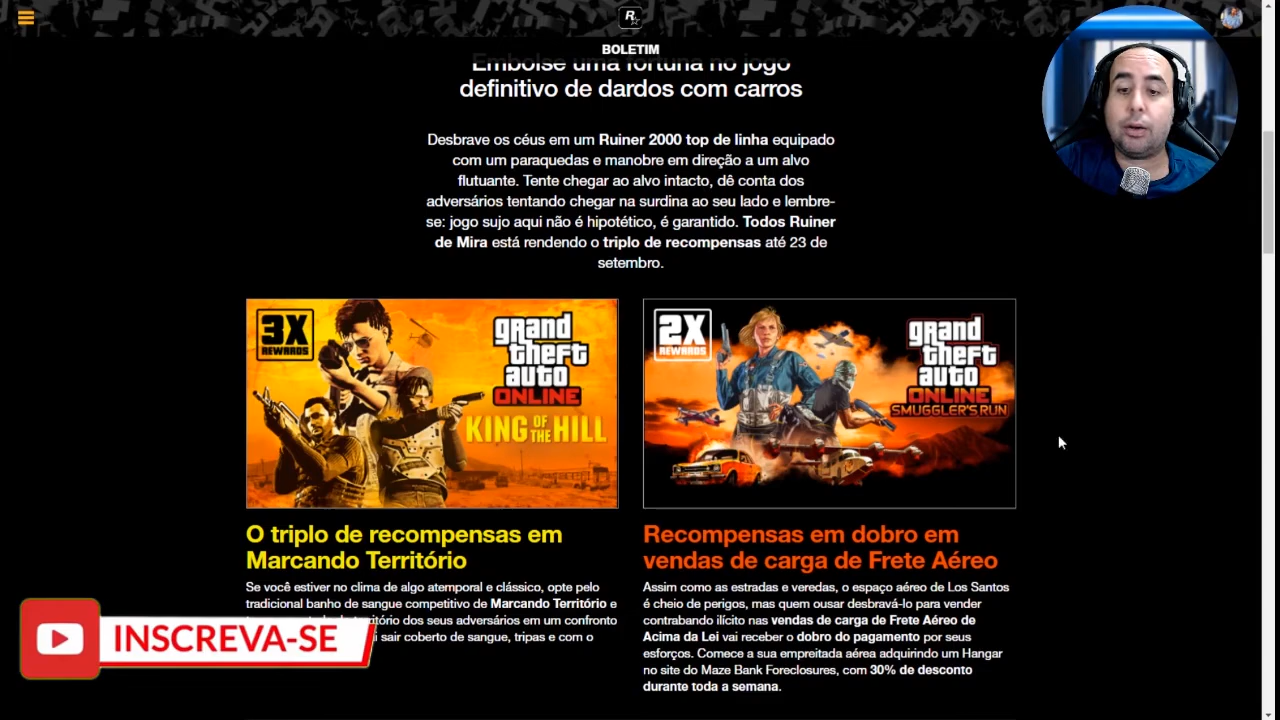 R
BOLETIM
Embolse uma fortuna no jogo
definitivo de dardos com carros
Desbrave os céus em um Ruiner 2000 top de linha equipado
com um paraquedas e manobre em direção a um alvo
flutuante. Tente chegar ao alvo intacto, dê conta dos
adversários tentando chegar na surdina ao seu lado e lembre-
se: jogo sujo aqui não é hipotético, é garantido. Todos Ruiner
de Mira está rendendo o triplo de recompensas até 23 de
setembro.
3X
REWARDS
grand
theft
auto
ONLINE
KING OF THE HILL
2X
REWARDS
grand
theft
auto
ONLINE
SMUGGLER'S RUN
O triplo de recompensas em
Marcando Território
Se você estiver no clima de algo atemporal e clássico, opte pelo
tradicional banho de sangue competitivo de Marcando Território e
tório dos seus adversários em um confronto
sair coberto de sangue, tripas e com o
Recompensas em dobro em
vendas de carga de Frete Aéreo
Assim como as estradas e veredas, o espaço aéreo de Los Santos
é cheio de perigos, mas quem ousar desbravá-lo para vender
contrabando ilícito nas vendas de carga de Frete Aéreo de
Acima da Lei vai receber o dobro do pagamento por seus
esforços. Comece a sua empreitada aérea adquirindo um Hangar
no site do Maze Bank Foreclosures, com 30% de desconto
durante toda a semana.
INSCREVA-SE